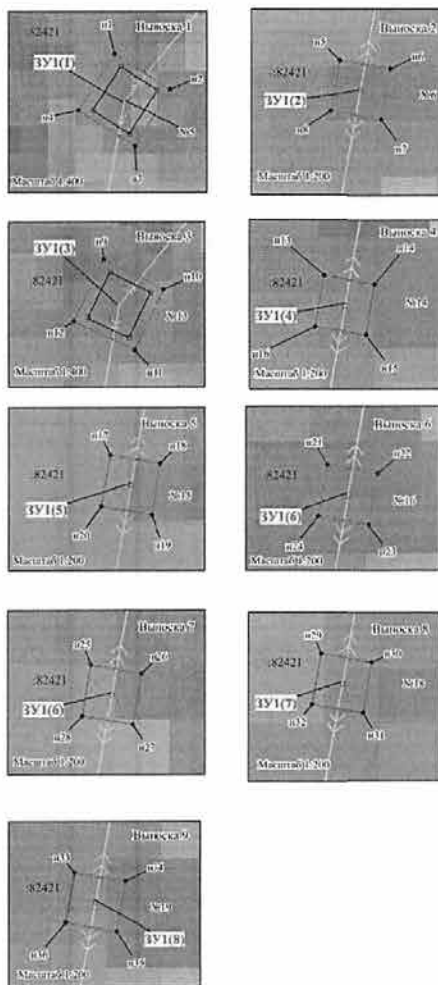 :82421
н1
Выноска 1
ЗУ1(1)
н2
н4
№5
Масштаб 1:400
Выноска 2
н5
н6
:82421
ЗУ1(2)
н8
н7
Масштаб 1:200
Выноска 3
ЗУ1(3)
н9
н10
:82421
№13
н12
н11
Масштаб 1:400
Выноска 4
н13
н14
:82421
№14
ЗУ1(4)
н16
н15
Масштаб 1:200
Выноска 5
н17
н18
:82421
№15
ЗУ1(5)
н20
н19
Масштаб 1:200
Выноска 6
н21
н22
:82421
№16
ЗУ1(6)
н24
н23
Масштаб 1:200
Выноска 7
н25
н26
:82421
ЗУ1(6)
н28
н27
Масштаб 1:200
Выноска 8
н29
н30
:82421
№18
ЗУ1(7)
н32
н31
Масштаб 1:200
Выноска 9
н33
н34
:82421
№19
ЗУ1(8)
н36
н35
Масштаб 1:200